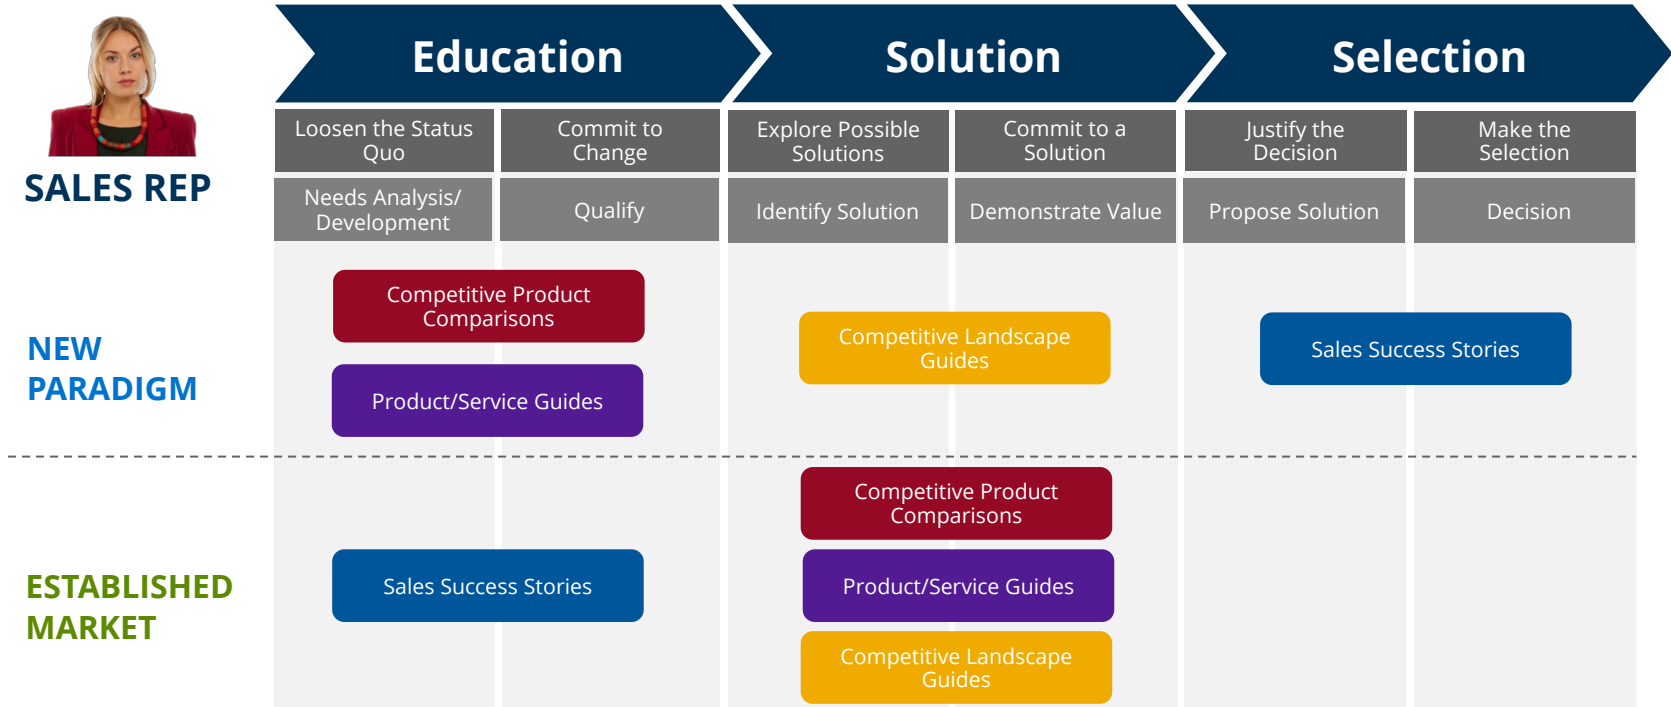 Education
Solution
Selection
Loosen the Status
Quo
Commit to
Change
Explore Possible
Solutions
Commit to a
Solution
Justify the
Decision
Make the
Selection
SALES REP
Needs Analysis/
Development
Qualify
Identify Solution
Demonstrate Value
Propose Solution
Decision
NEW
PARADIGM
Competitive Product
Comparisons
Product/Service Guides
Competitive Landscape
Guides
Sales Success Stories
ESTABLISHED
MARKET
Sales Success Stories
Competitive Product
Comparisons
Product/Service Guides
Competitive Landscape
Guides